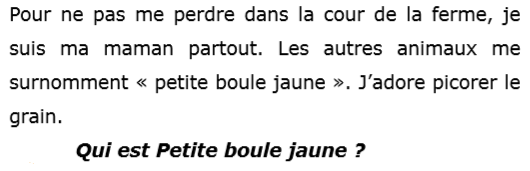 Pour ne pas me perdre dans la cour de la ferme, je
suis ma maman partout. Les autres animaux me
surnomment « petite boule jaune ». J’adore picorer le
grain.
Qui est Petite boule jaune ?